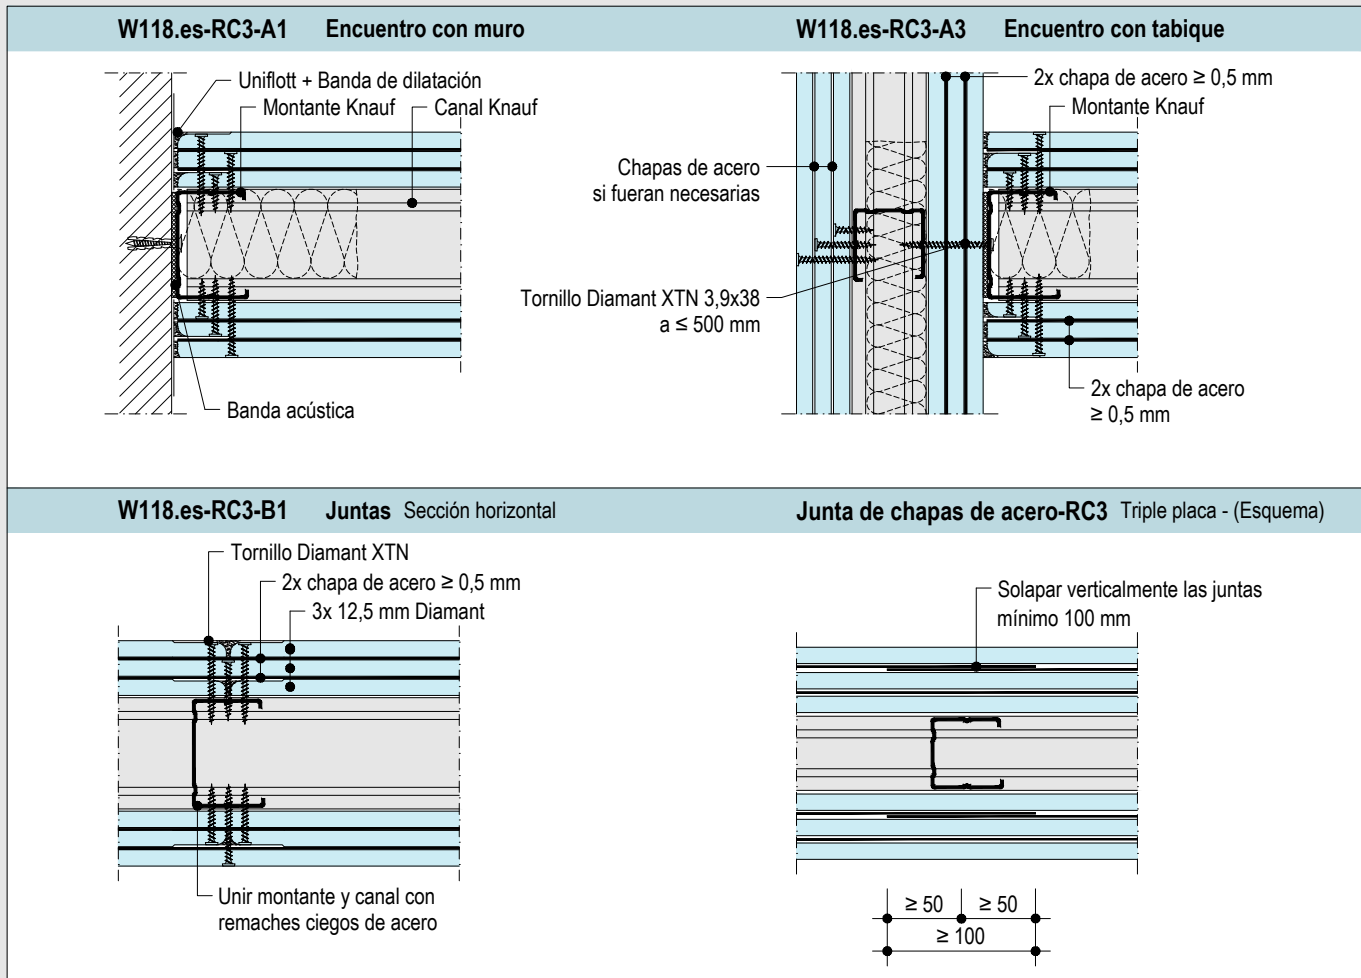 W118.es-RC3-A1 Encuentro con muro
Uniflott + Banda de dilatación
Montante Knauf
Canal Knauf
Banda acústica
W118.es-RC3-A3 Encuentro con tabique
2x chapa de acero ≥ 0,5 mm
Montante Knauf
Chapas de acero
si fueran necesarias
Tornillo Diamant XTN 3,9x38
a ≤ 500 mm
2x chapa de acero
≥ 0,5 mm
W118.es-RC3-B1 Juntas Sección horizontal
Tornillo Diamant XTN
2x chapa de acero ≥ 0,5 mm
3x 12,5 mm Diamant
Unir montante y canal con
remaches ciegos de acero
Junta de chapas de acero-RC3 Triple placa - (Esquema)
Solapar verticalmente las juntas
mínimo 100 mm
≥ 50 ≥ 50
≥ 100